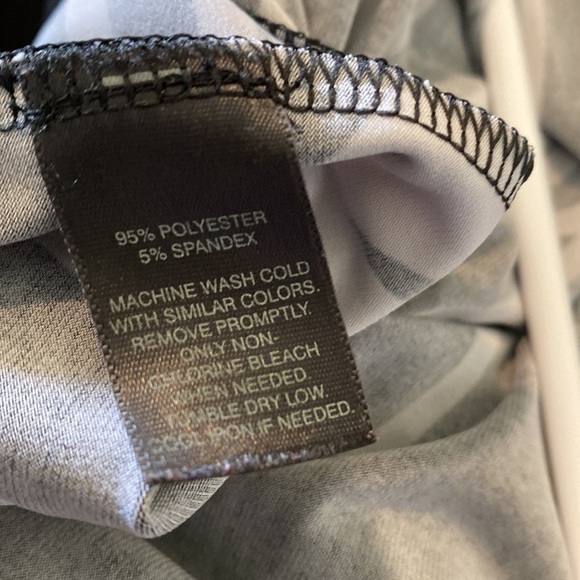 95% POLYESTER
5% SPANDEX
MACHINE WASH COLD
WITH SIMILAR COLORS.
REMOVE PROMPTLY.
ONLY NON-
CHLORINE BLEACH
WHEN NEEDED
TUMBLE DRY LOW
COOL IRON IF NEEDED.